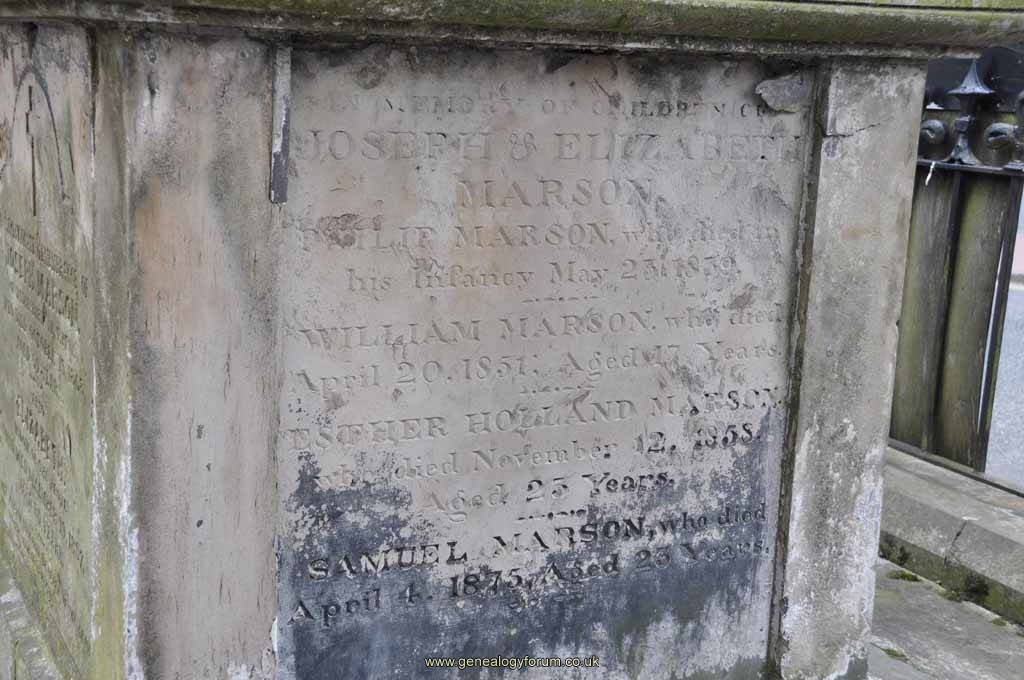 IN MEMORY OF CHILDREN OF
JOSEPH & ELIZABETH
MARSON,
PHILIP MARSON, who died in
his Infancy May 23, 1839.
WILLIAM MARSON, who died
April 20, 1851, Aged 17 Years.
ESTHER HOLLAND MARSON,
who died November 12, 1858.
Aged 25 Years.
SAMUEL MARSON, who died
April 4, 1875, Aged 23 Years.
www.genealogyforum.co.uk